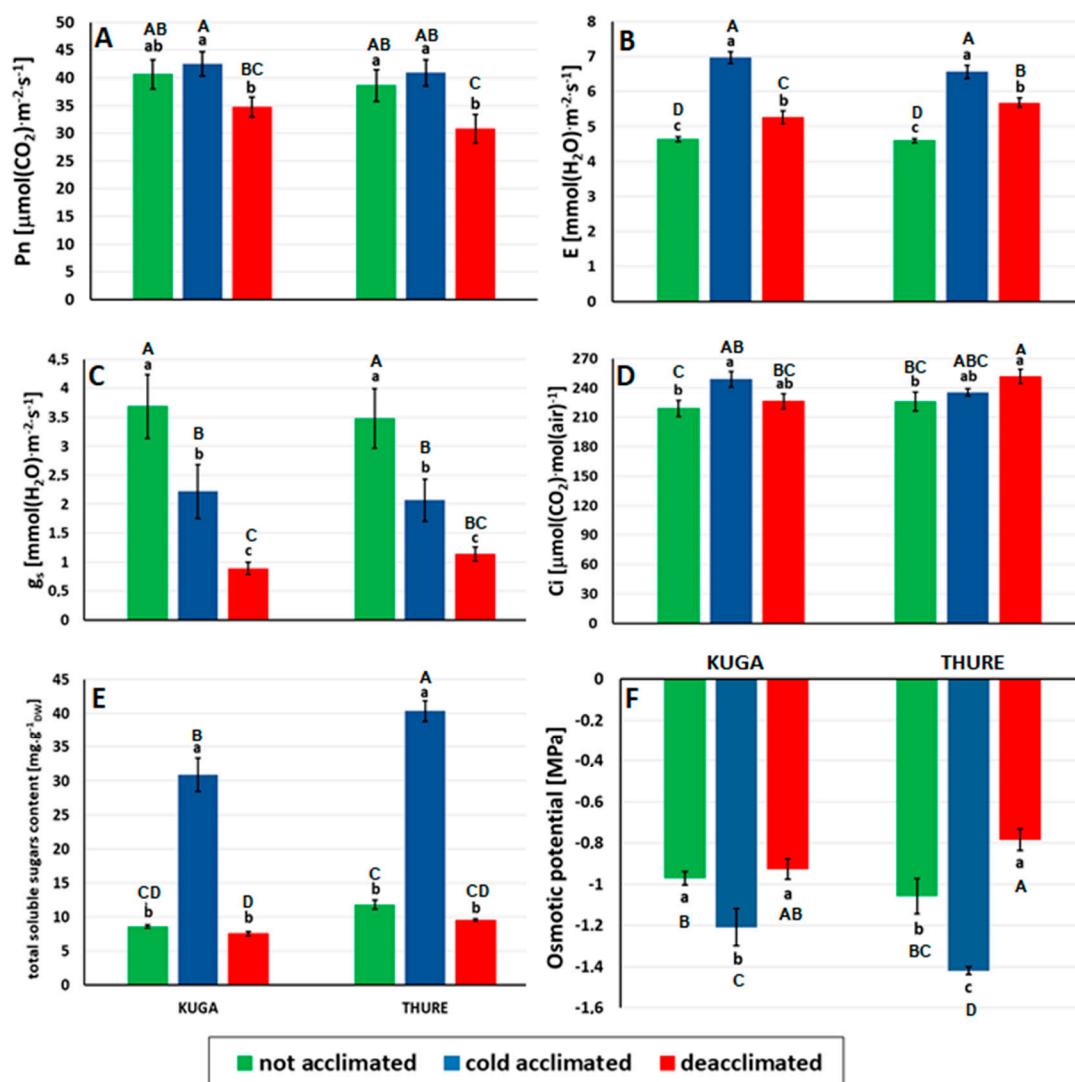 A
Pn [μmol(CO₂)·m⁻²·s⁻¹]
50
45
40
35
30
25
20
15
10
5
0
AB
ab
A
a
BC
b
AB
a
AB
a
C
b
B
E [mmol(H₂O)·m⁻²·s⁻¹]
8
7
6
5
4
3
2
1
0
D
c
A
a
C
b
D
c
A
a
B
b
C
gₛ [mmol(H₂O)·m⁻²·s⁻¹]
4.5
4
3.5
3
2.5
2
1.5
1
0.5
0
A
a
B
b
C
c
A
a
B
b
BC
c
D
Ci [μmol(CO₂)·mol(air)⁻¹]
270
240
210
180
150
120
90
60
30
0
C
b
AB
a
BC
ab
BC
b
ABC
ab
A
a
E
total soluble sugars content [mg.g⁻¹DW]
45
40
35
30
25
20
15
10
5
0
CD
b
B
a
D
b
C
b
A
a
CD
b
KUGA
THURE
KUGA
THURE
F
Osmotic potential [MPa]
0
-0.2
-0.4
-0.6
-0.8
-1
-1.2
-1.4
-1.6
a
B
b
C
a
AB
b
BC
c
D
a
A
not acclimated cold acclimated deacclimated